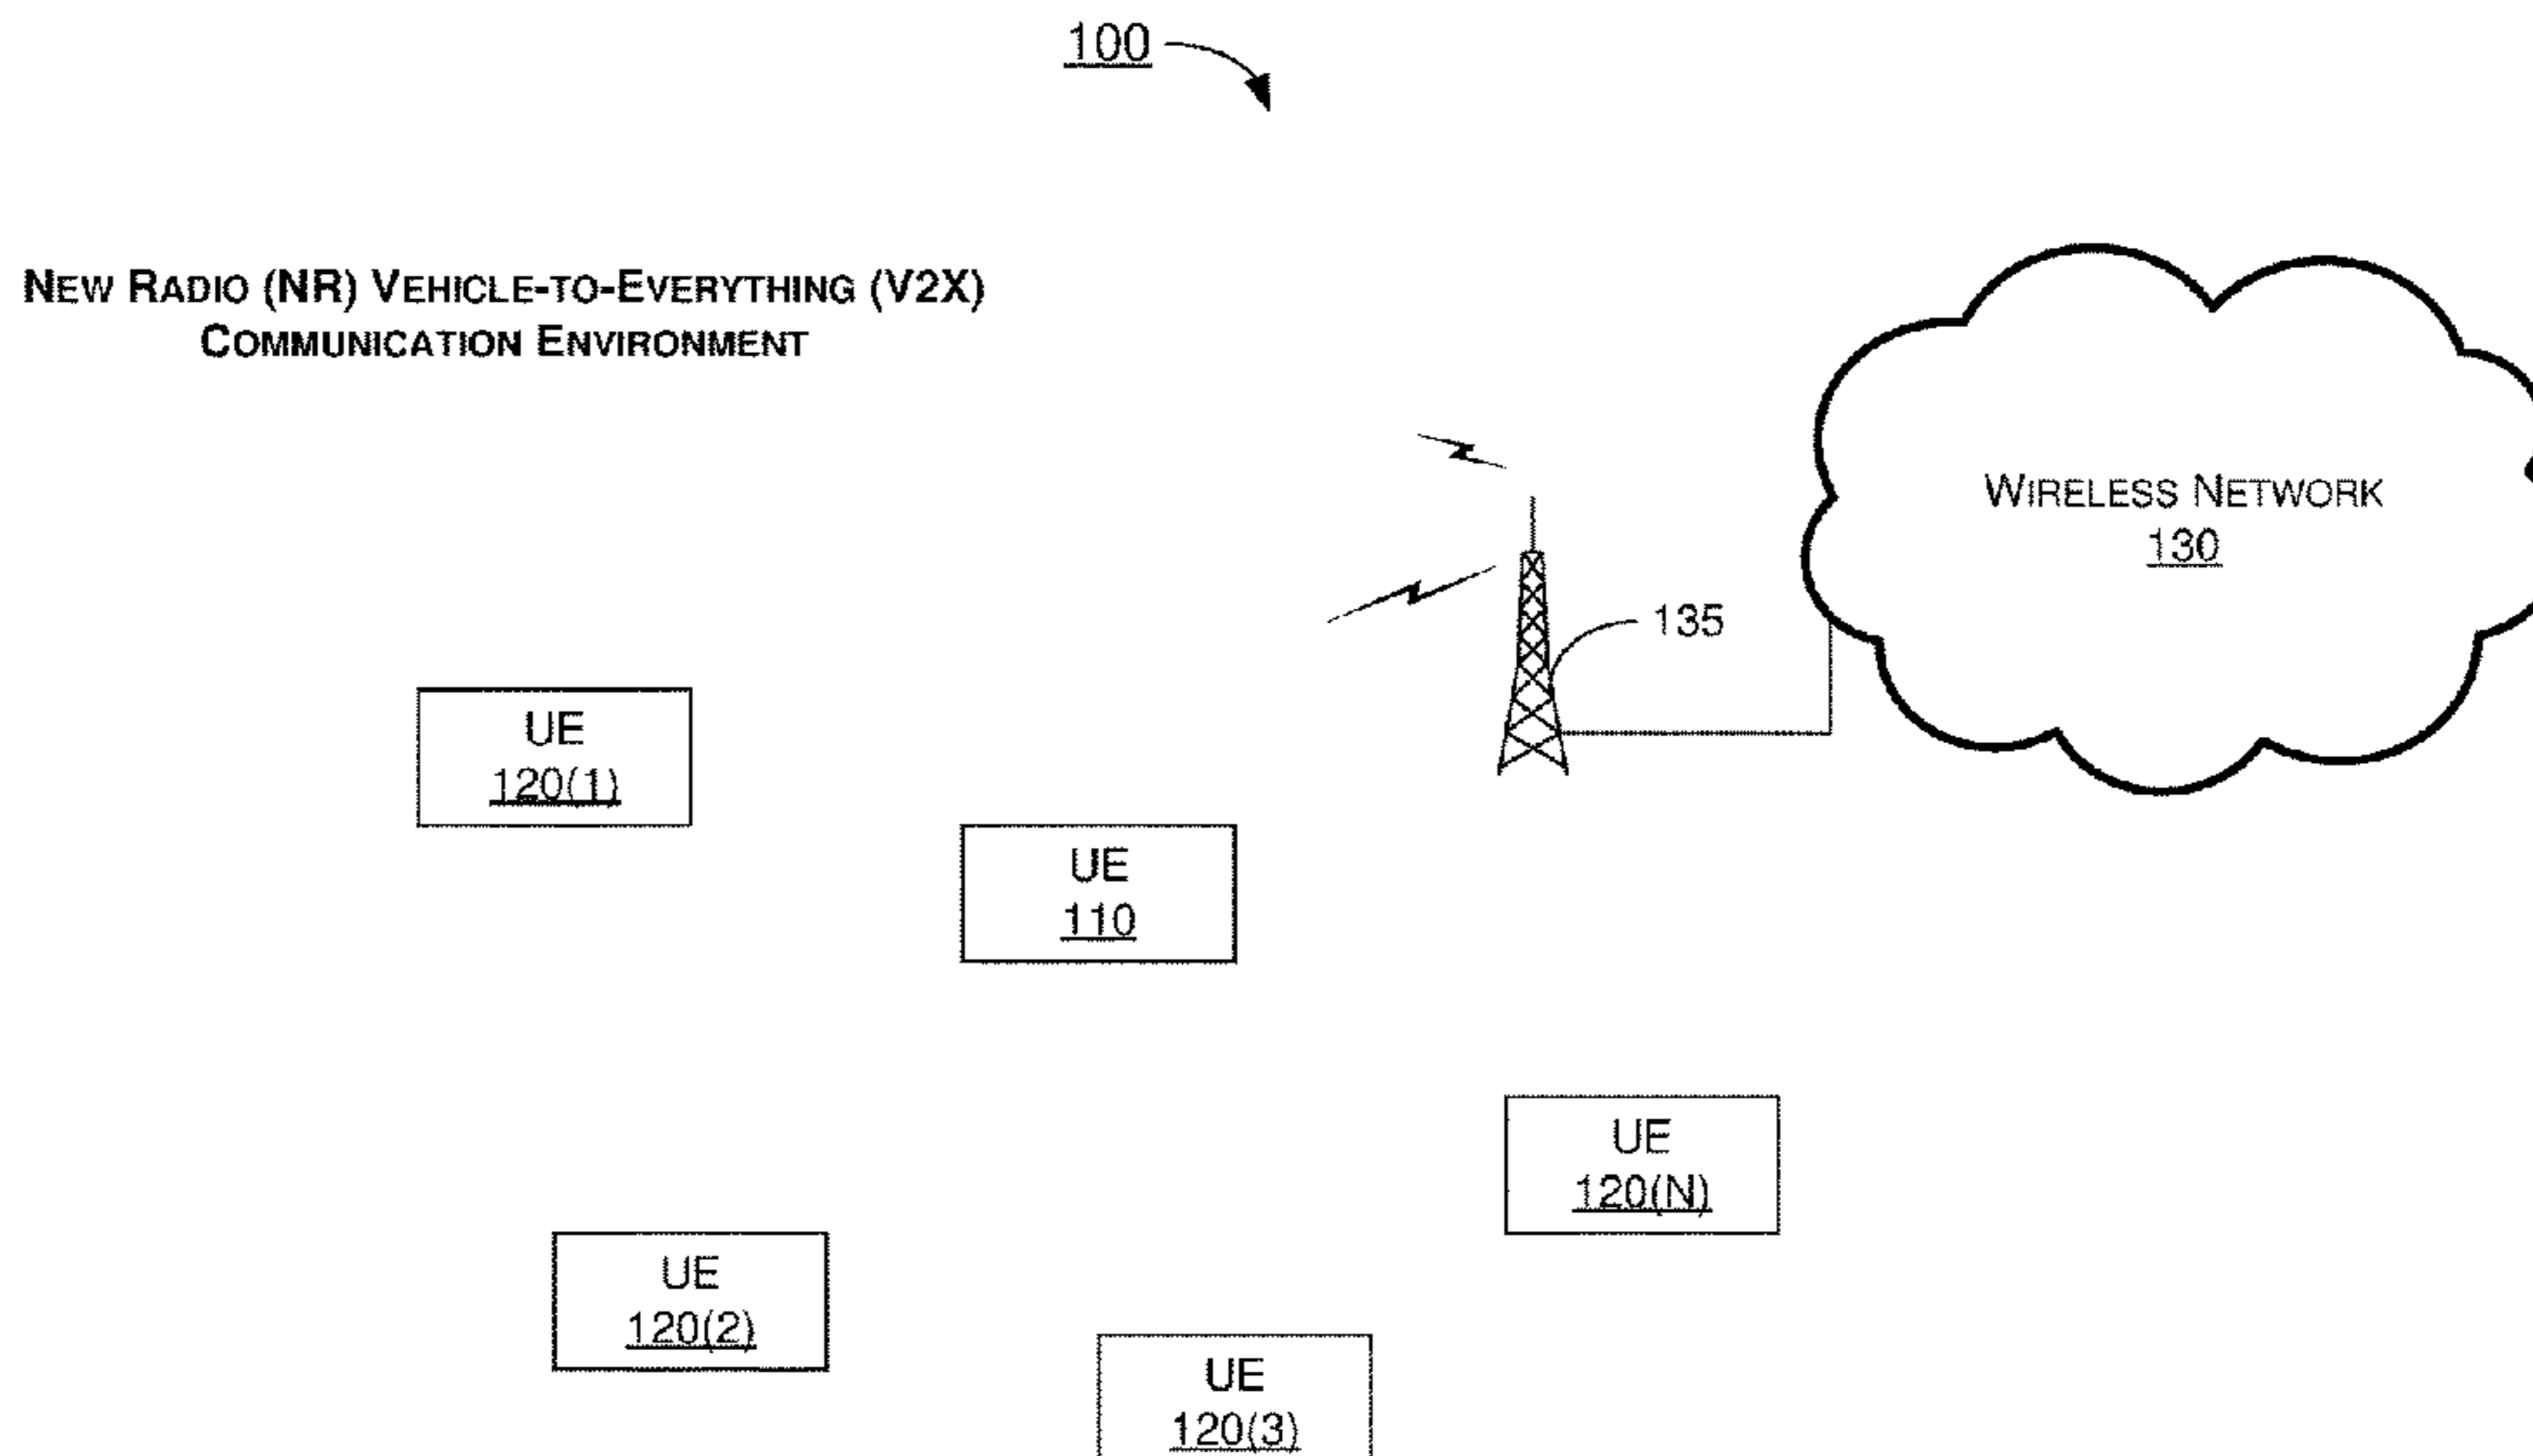 100
NEW RADIO (NR) VEHICLE-TO-EVERYTHING (V2X)
COMMUNICATION ENVIRONMENT
WIRELESS NETWORK
130
135
UE
120(1)
UE
110
UE
120(N)
UE
120(2)
UE
120(3)